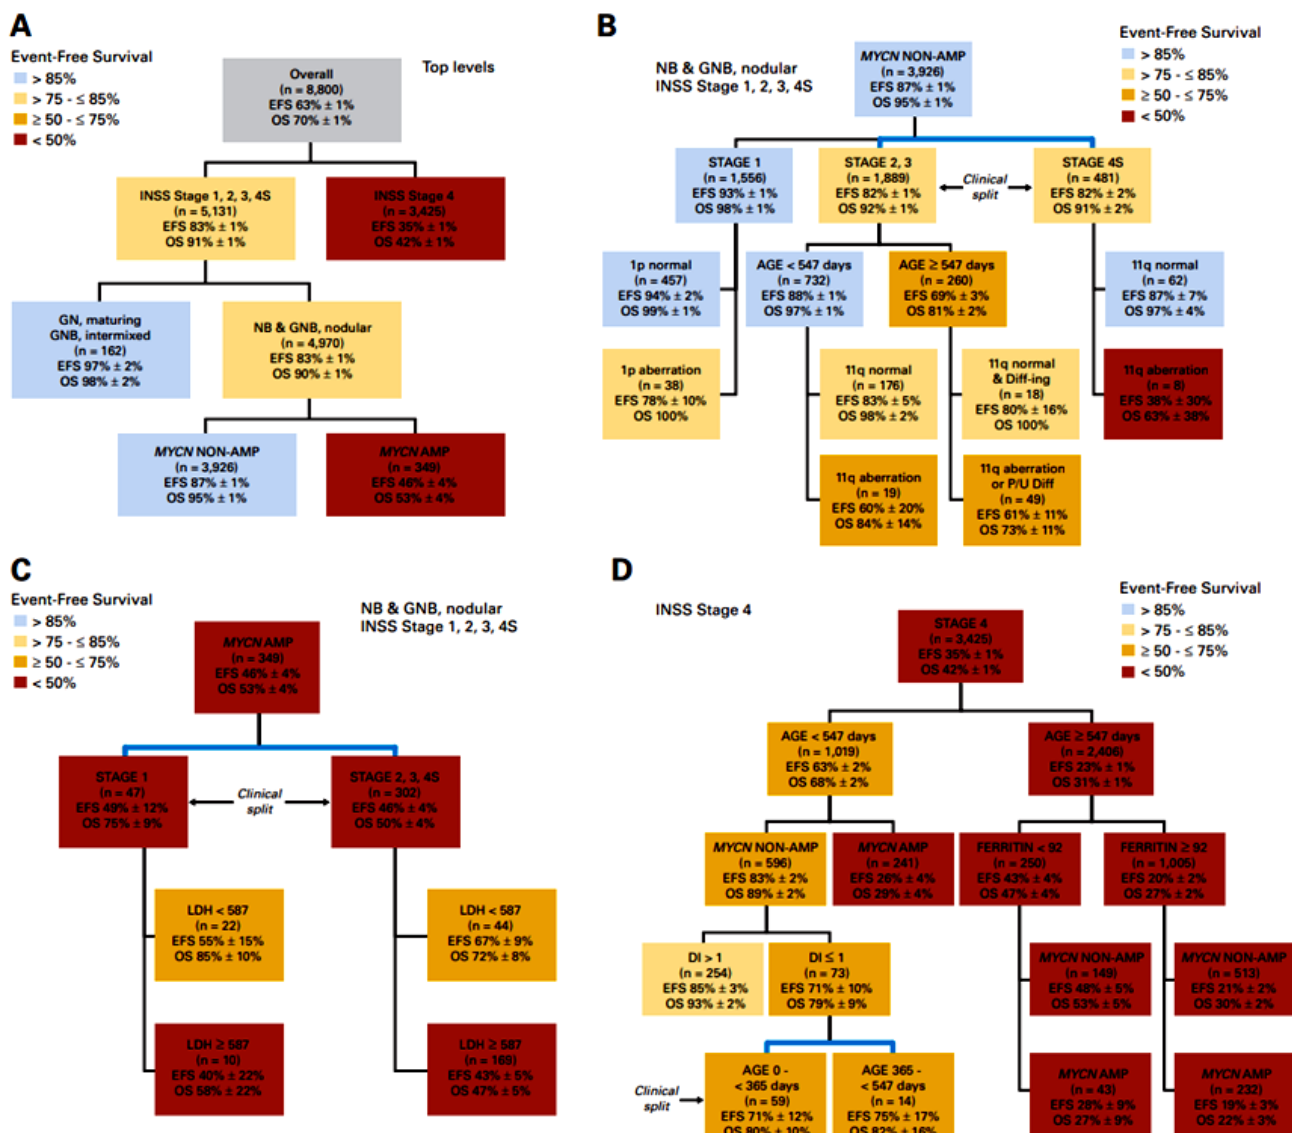 A
Event-Free Survival
> 85%
> 75 - ≤ 85%
≥ 50 - ≤ 75%
< 50%
Top levels
Overall
(n = 8,800)
EFS 63% ± 1%
OS 70% ± 1%
INSS Stage 1, 2, 3, 4S
(n = 5,131)
EFS 83% ± 1%
OS 91% ± 1%
INSS Stage 4
(n = 3,425)
EFS 35% ± 1%
OS 42% ± 1%
GN, maturing
GNB, intermixed
(n = 162)
EFS 97% ± 2%
OS 98% ± 2%
NB & GNB, nodular
(n = 4,970)
EFS 83% ± 1%
OS 90% ± 1%
MYCN NON-AMP
(n = 3,926)
EFS 87% ± 1%
OS 95% ± 1%
MYCN AMP
(n = 349)
EFS 46% ± 4%
OS 53% ± 4%
B
NB & GNB, nodular
INSS Stage 1, 2, 3, 4S
Event-Free Survival
> 85%
> 75 - ≤ 85%
≥ 50 - ≤ 75%
< 50%
MYCN NON-AMP
(n = 3,926)
EFS 87% ± 1%
OS 95% ± 1%
STAGE 1
(n = 1,556)
EFS 93% ± 1%
OS 98% ± 1%
STAGE 2, 3
(n = 1,889)
EFS 82% ± 1%
OS 92% ± 1%
Clinical
split
STAGE 4S
(n = 481)
EFS 82% ± 2%
OS 91% ± 2%
1p normal
(n = 457)
EFS 94% ± 2%
OS 99% ± 1%
AGE < 547 days
(n = 732)
EFS 88% ± 1%
OS 97% ± 1%
AGE ≥ 547 days
(n = 260)
EFS 69% ± 3%
OS 81% ± 2%
11q normal
(n = 62)
EFS 87% ± 7%
OS 97% ± 4%
1p aberration
(n = 38)
EFS 78% ± 10%
OS 100%
11q normal
(n = 176)
EFS 83% ± 5%
OS 98% ± 2%
11q normal
& Diff-ing
(n = 18)
EFS 80% ± 16%
OS 100%
11q aberration
(n = 8)
EFS 38% ± 30%
OS 63% ± 38%
11q aberration
(n = 19)
EFS 60% ± 20%
OS 84% ± 14%
11q aberration
or P/U Diff
(n = 49)
EFS 61% ± 11%
OS 73% ± 11%
C
Event-Free Survival
> 85%
> 75 - ≤ 85%
≥ 50 - ≤ 75%
< 50%
NB & GNB, nodular
INSS Stage 1, 2, 3, 4S
MYCN AMP
(n = 349)
EFS 46% ± 4%
OS 53% ± 4%
STAGE 1
(n = 47)
EFS 49% ± 12%
OS 75% ± 9%
Clinical
split
STAGE 2, 3, 4S
(n = 302)
EFS 46% ± 4%
OS 50% ± 4%
LDH < 587
(n = 22)
EFS 55% ± 15%
OS 85% ± 10%
LDH < 587
(n = 44)
EFS 67% ± 9%
OS 72% ± 8%
LDH ≥ 587
(n = 10)
EFS 40% ± 22%
OS 58% ± 22%
LDH ≥ 587
(n = 169)
EFS 43% ± 5%
OS 47% ± 5%
D
INSS Stage 4
Event-Free Survival
> 85%
> 75 - ≤ 85%
≥ 50 - ≤ 75%
< 50%
STAGE 4
(n = 3,425)
EFS 35% ± 1%
OS 42% ± 1%
AGE < 547 days
(n = 1,019)
EFS 63% ± 2%
OS 68% ± 2%
AGE ≥ 547 days
(n = 2,406)
EFS 23% ± 1%
OS 31% ± 1%
MYCN NON-AMP
(n = 596)
EFS 83% ± 2%
OS 89% ± 2%
MYCN AMP
(n = 241)
EFS 26% ± 4%
OS 29% ± 4%
FERRITIN < 92
(n = 250)
EFS 43% ± 4%
OS 47% ± 4%
FERRITIN ≥ 92
(n = 1,005)
EFS 20% ± 2%
OS 27% ± 2%
DI > 1
(n = 254)
EFS 85% ± 3%
OS 93% ± 2%
DI ≤ 1
(n = 73)
EFS 71% ± 10%
OS 79% ± 9%
MYCN NON-AMP
(n = 149)
EFS 48% ± 5%
OS 53% ± 5%
MYCN NON-AMP
(n = 513)
EFS 21% ± 2%
OS 30% ± 2%
Clinical
split
AGE 0 -
< 365 days
(n = 59)
EFS 71% ± 12%
OS 80% ± 10%
AGE 365 -
< 547 days
(n = 14)
EFS 75% ± 17%
OS 82% ± 16%
MYCN AMP
(n = 43)
EFS 28% ± 9%
OS 27% ± 9%
MYCN AMP
(n = 232)
EFS 19% ± 3%
OS 22% ± 3%